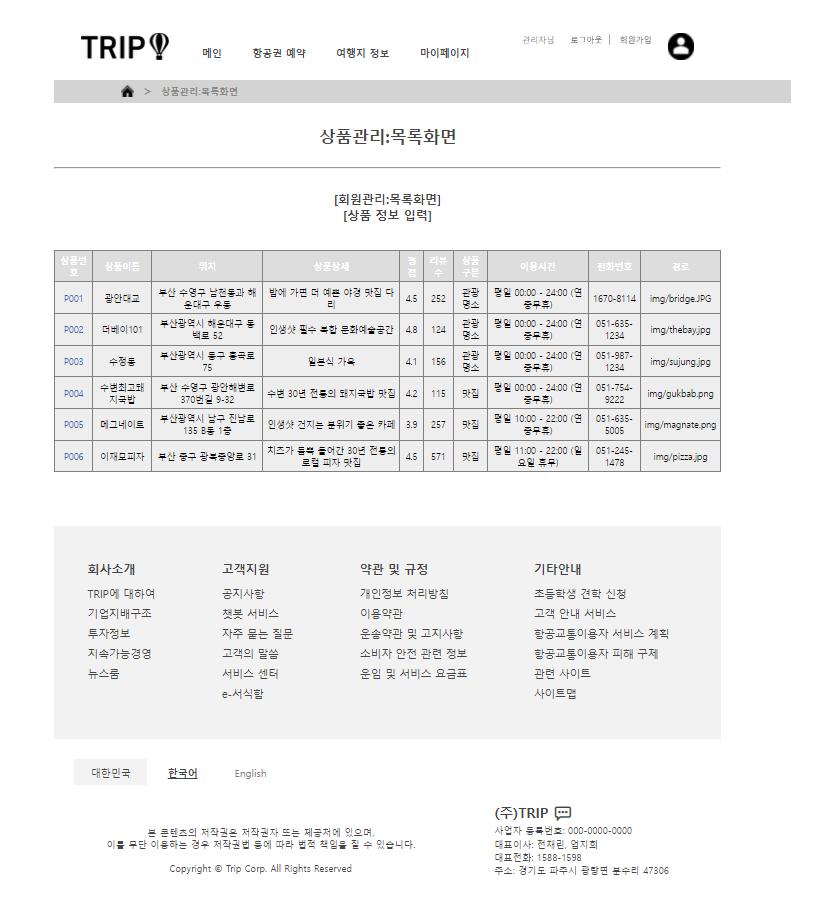 TRIP
메인 항공권 예약 여행지 정보 마이페이지
관리자님 로그아웃 | 회원가입
> 상품관리:목록화면
상품관리:목록화면
[회원관리:목록화면]
[상품 정보 입력]
상품번호 상품이름 위치 상품상세 평점 리뷰수 상품구분 이용시간 전화번호 경로
P001 광안대교 부산 수영구 남천동과 해운대구 우동 밤에 가면 더 예쁜 야경 맛집 다리 4.5 252 관광명소 평일 00:00 - 24:00 (연중무휴) 1670-8114 img/bridge.JPG
P002 더베이101 부산광역시 해운대구 동백로 52 인생샷 필수 복합 문화예술공간 4.8 124 관광명소 평일 00:00 - 24:00 (연중무휴) 051-635-1234 img/thebay.jpg
P003 수정동 부산광역시 동구 홍곡로 75 일본식 가옥 4.1 156 관광명소 평일 00:00 - 24:00 (연중무휴) 051-987-1234 img/sujung.jpg
P004 수변최고돼지국밥 부산 수영구 광안해변로 370번길 9-32 수변 30년 전통의 돼지국밥 맛집 4.2 115 맛집 평일 00:00 - 24:00 (연중무휴) 051-754-9222 img/gukbab.png
P005 메그네이트 부산광역시 남구 진남로 135 B동 1층 인생샷 건지는 분위기 좋은 카페 3.9 257 맛집 평일 10:00 - 22:00 (연중무휴) 051-635-5005 img/magnate.png
P006 이재모피자 부산 중구 광복중앙로 31 치즈가 듬뿍 들어간 30년 전통의 로컬 피자 맛집 4.5 571 맛집 평일 11:00 - 22:00 (일요일 휴무) 051-245-1478 img/pizza.jpg
회사소개
TRIP에 대하여
기업지배구조
투자정보
지속가능경영
뉴스룸
고객지원
공지사항
챗봇 서비스
자주 묻는 질문
고객의 말씀
서비스 센터
e-서식함
약관 및 규정
개인정보 처리방침
이용약관
운송약관 및 고지사항
소비자 안전 관련 정보
운임 및 서비스 요금표
기타안내
초등학생 견학 신청
고객 안내 서비스
항공교통이용자 서비스 계획
항공교통이용자 피해 구제
관련 사이트
사이트맵
대한민국 한국어 English
본 콘텐츠의 저작권은 저작권자 또는 제공처에 있으며,
이를 무단 이용하는 경우 저작권법 등에 따라 법적 책임을 질 수 있습니다.
Copyright © Trip Corp. All Rights Reserved
(주)TRIP
사업자 등록번호: 000-0000-0000
대표이사: 전채린, 엄지희
대표전화: 1588-1598
주소: 경기도 파주시 광탄면 분수리 47306